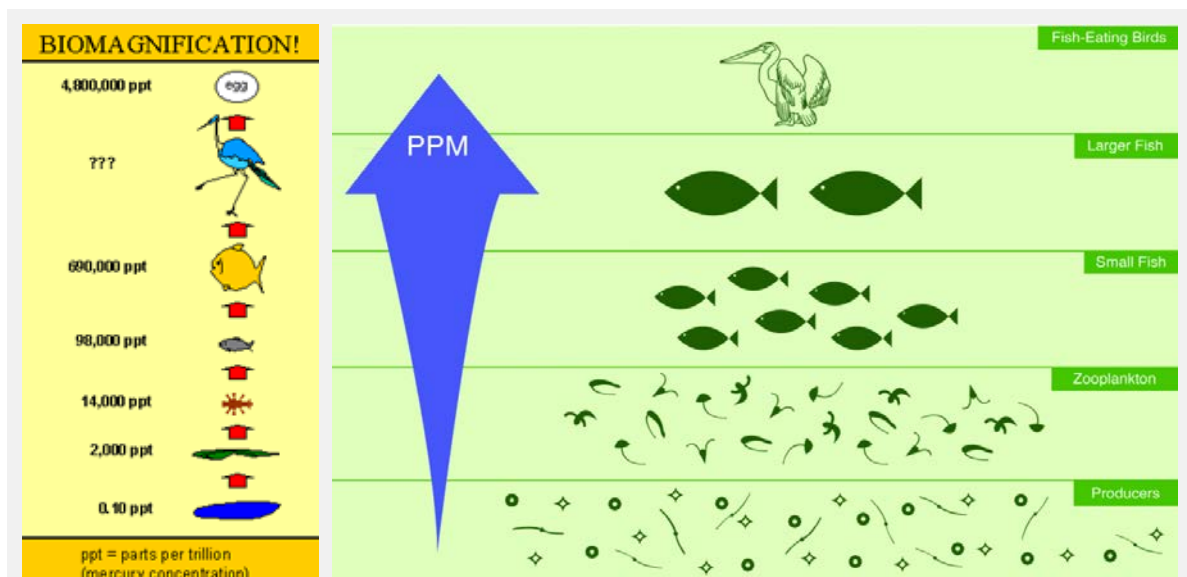 BIOMAGNIFICATION!
4,800,000 ppt
egg
???
690,000 ppt
98,000 ppt
14,000 ppt
2,000 ppt
0.10 ppt
ppt = parts per trillion
(mercury concentration)
PPM
Fish-Eating Birds
Larger Fish
Small Fish
Zooplankton
Producers